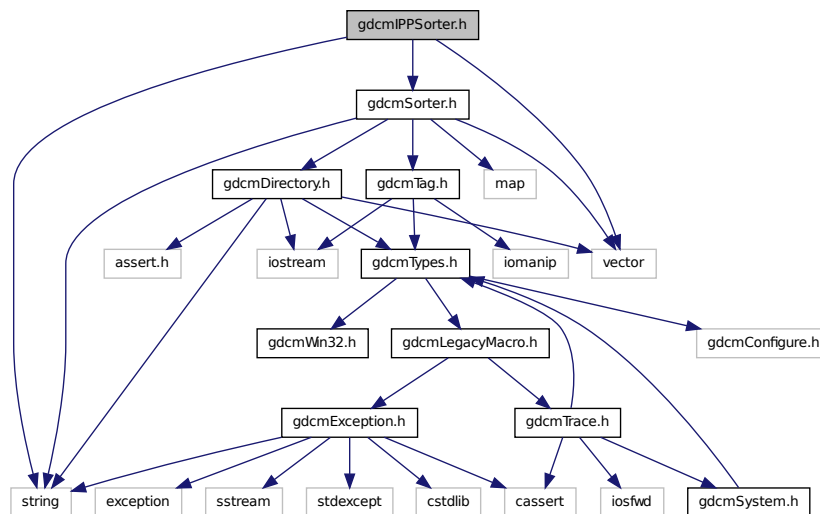 gdcmIPPSorter.h
gdcmSorter.h
gdcmDirectory.h
gdcmTag.h
map
assert.h
iostream
gdcmTypes.h
iomanip
vector
gdcmWin32.h
gdcmLegacyMacro.h
gdcmConfigure.h
gdcmException.h
gdcmTrace.h
string
exception
sstream
stdexcept
cstdlib
cassert
iosfwd
gdcmSystem.h